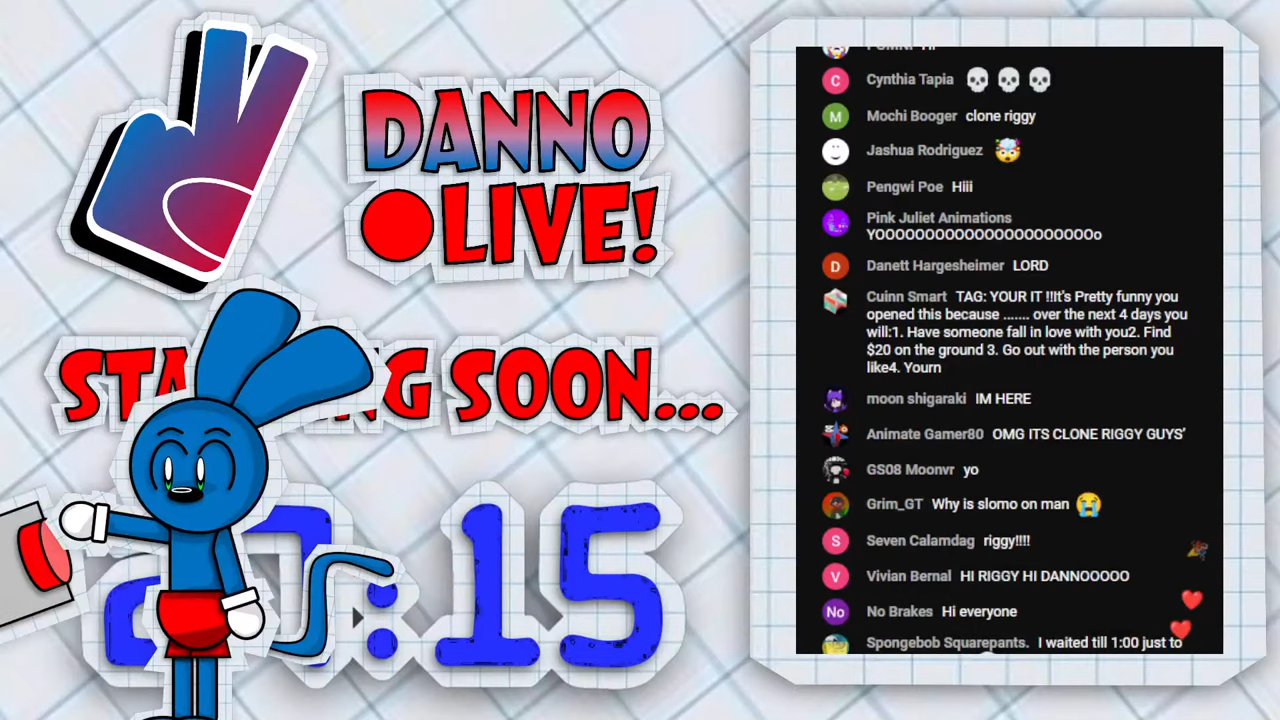 DANNO
LIVE!
SOON...
:15
Cynthia Tapia 💀💀💀
M Mochi Booger clone riggy
Jashua Rodriguez 🤯
Pengwi Poe Hiii
Pink Juliet Animations
YOOOOOOOOOOOOOOOOOOOOOOo
D Danett Hargesheimer LORD
Cuinn Smart TAG: YOUR IT !!It's Pretty funny you
opened this because ....... over the next 4 days you
will:1. Have someone fall in love with you2. Find
$20 on the ground 3. Go out with the person you
like4. Yourn
moon shigaraki IM HERE
Animate Gamer80 OMG ITS CLONE RIGGY GUYS'
GS08 Moonvr yo
Grim_GT Why is slomo on man 😭
S Seven Calamdag riggy!!!!
V Vivian Bernal HI RIGGY HI DANNOOOOO
No No Brakes Hi everyone
Spongebob Squarepants. I waited till 1:00 just to